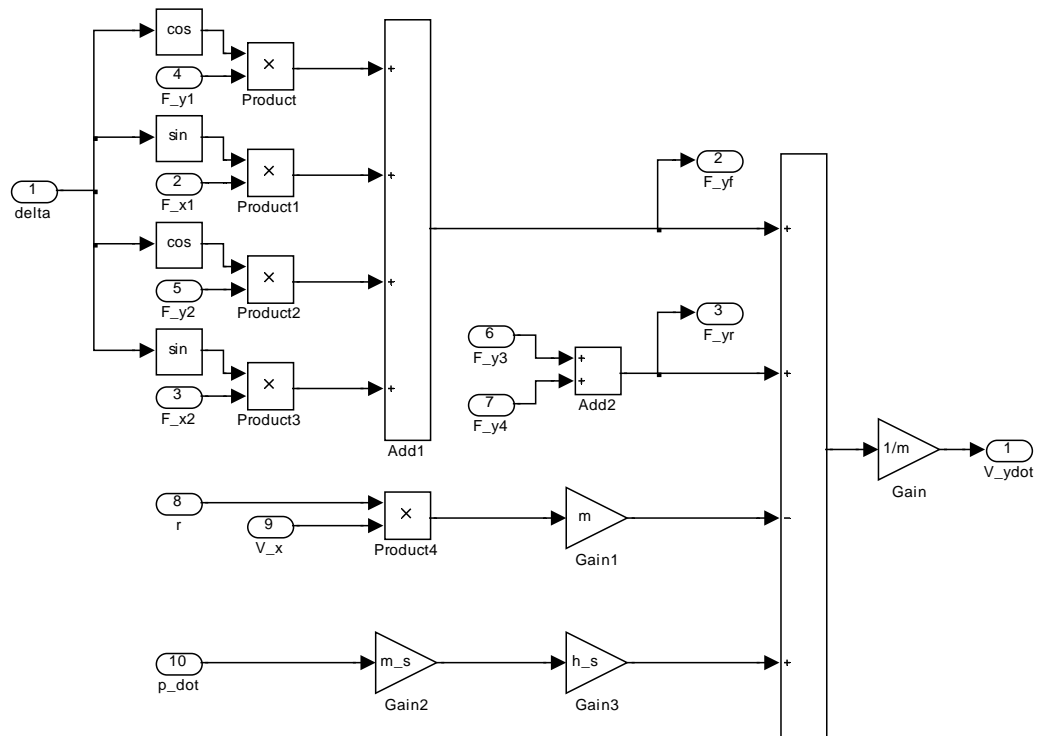 cos
×
4
F_y1
Product
+
sin
×
2
F_x1
Product1
+
1
delta
2
F_yf
+
cos
×
5
F_y2
Product2
+
3
F_yr
6
F_y3
+
+
7
F_y4
Add2
+
sin
×
3
F_x2
Product3
+
Add1
1/m
Gain
1
V_ydot
8
r
9
V_x
×
Product4
m
Gain1
−
10
p_dot
m_s
Gain2
h_s
Gain3
+